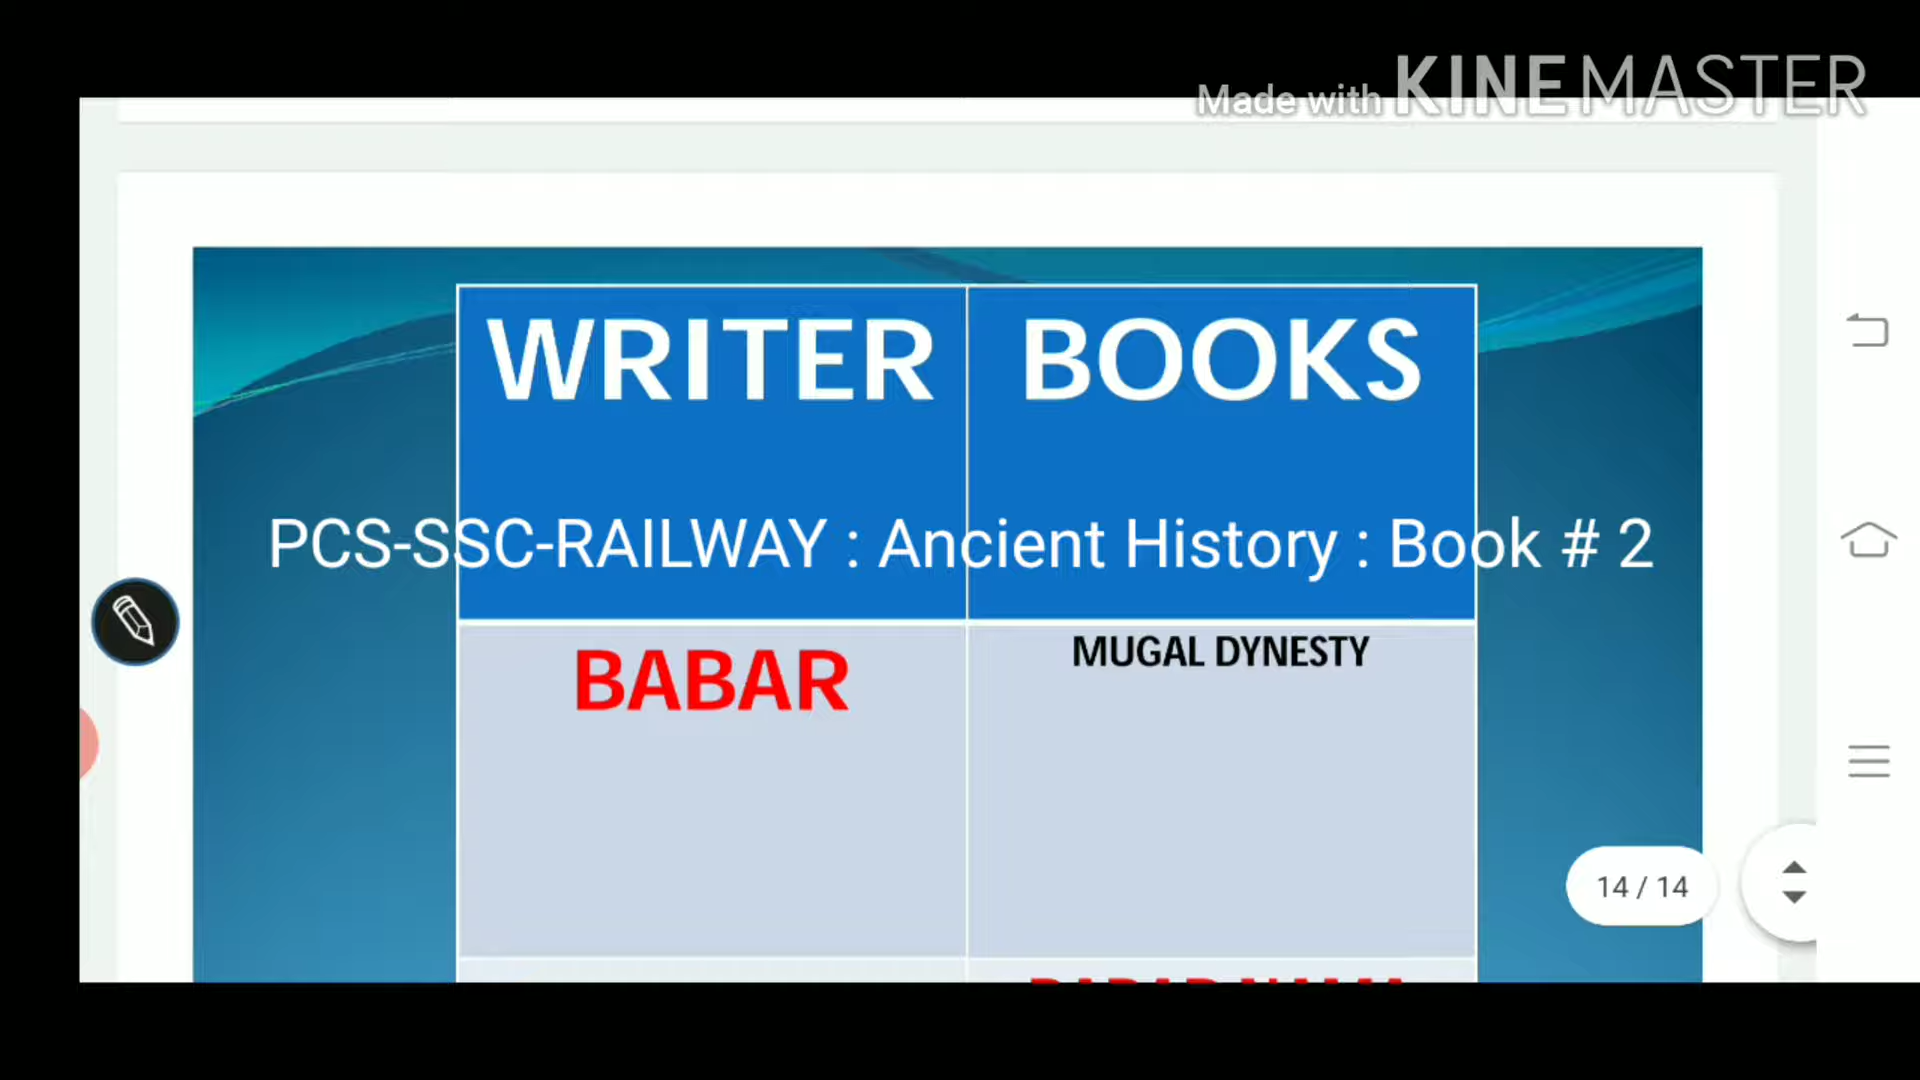 Made with KINEMASTER
WRITER BOOKS
PCS-SSC-RAILWAY : Ancient History : Book # 2
BABAR MUGAL DYNESTY
14 / 14